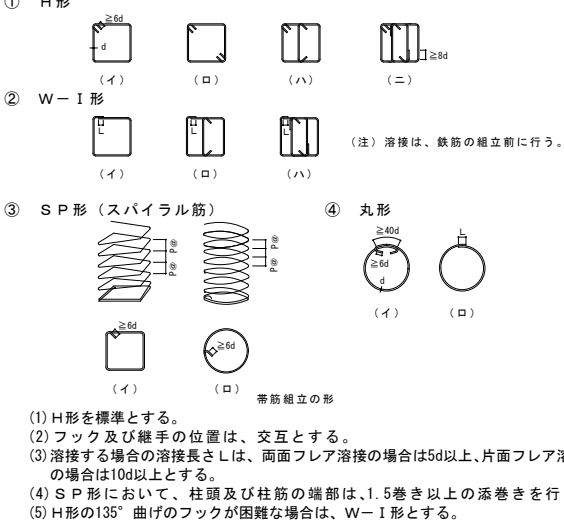 ① H形
≧6d
d
≧8d
(イ) (ロ) (ハ) (ニ)
② W-I形
L L L
(注) 溶接は、鉄筋の組立前に行う。
(イ) (ロ) (ハ)
③ SP形(スパイラル筋) ④ 丸形
P@ P@ P@ P@
≧40d L
≧6d
d
(イ) (ロ)
≧6d ≧6d
(イ) (ロ)
帯筋組立の形
(1) H形を標準とする。
(2) フック及び継手の位置は、交互とする。
(3) 溶接する場合の溶接長さLは、両面フレア溶接の場合は5d以上、片面フレア溶
の場合は10d以上とする。
(4) SP形において、柱頭及び柱筋の端部は、1.5巻き以上の添巻きを行
(5) H形の135°曲げのフックが困難な場合は、W-I形とする。